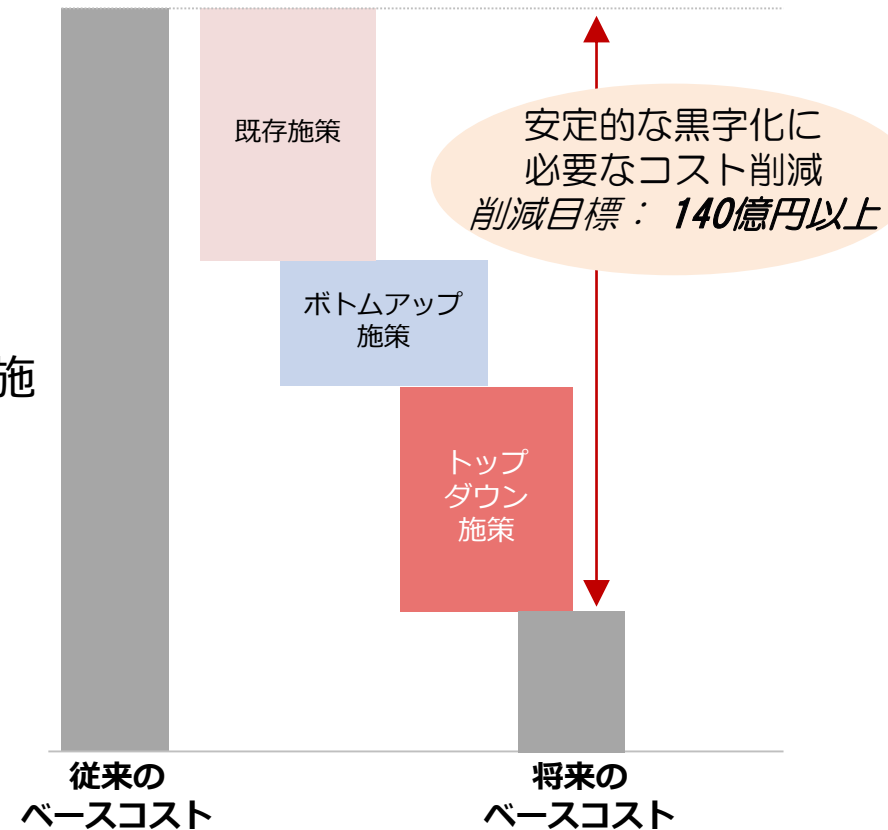 既存施策
安定的な黒字化に
必要なコスト削減
削減目標： 140億円以上
ボトムアップ
施策
施
トップ
ダウン
施策
従来の
ベースコスト
将来の
ベースコスト